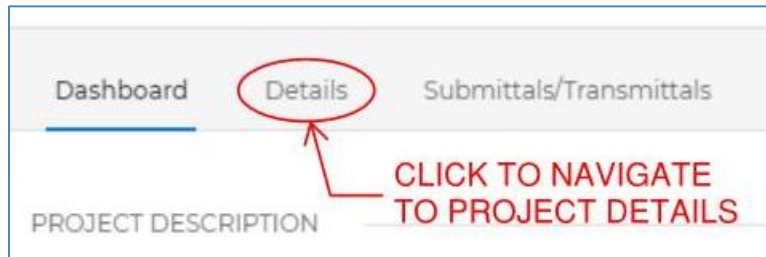 Dashboard Details Submittals/Transmittals
CLICK TO NAVIGATE
TO PROJECT DETAILS
PROJECT DESCRIPTION